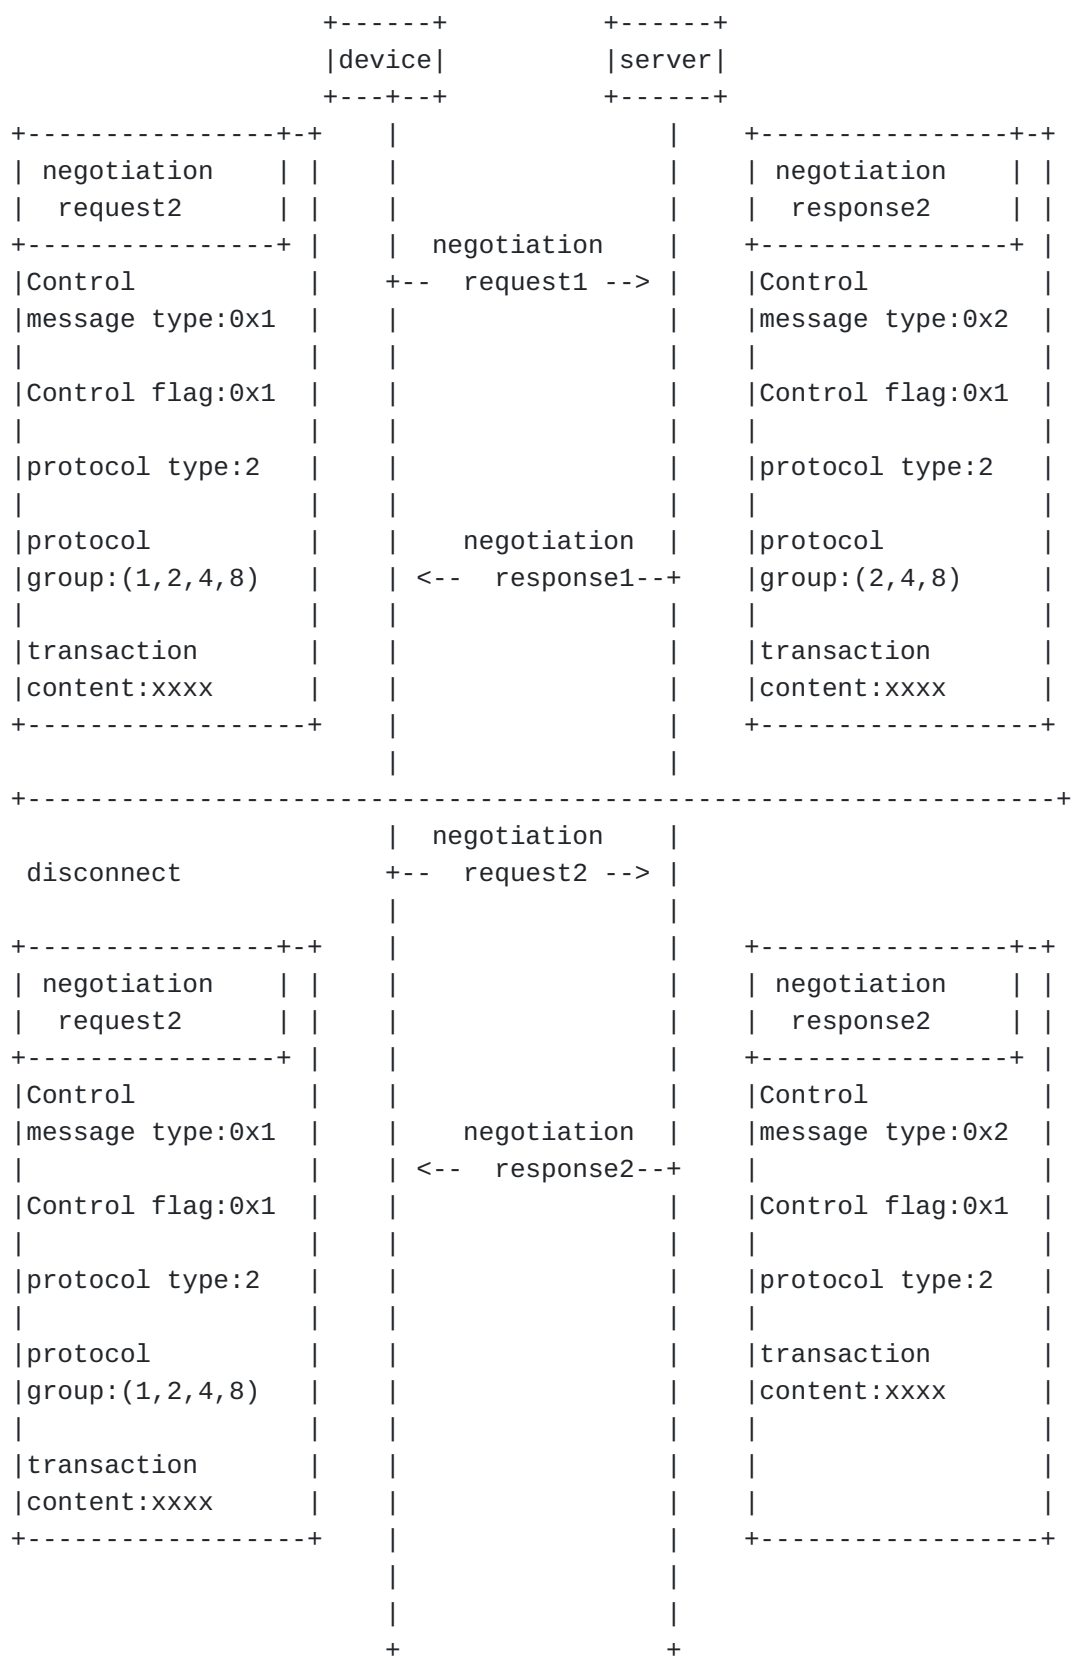 +------+          +------+
                    |device|          |server|
                    +---+--+          +------+
+----------------+-+    |                 |    +----------------+-+
| negotiation    | |    |                 |    | negotiation    | |
|  request2      | |    |                 |    |  response2     | |
+----------------+ |    |  negotiation    |    +----------------+ |
|Control           |    +--  request1 --> |    |Control           |
|message type:0x1  |    |                 |    |message type:0x2  |
|                  |    |                 |    |                  |
|Control flag:0x1  |    |                 |    |Control flag:0x1  |
|                  |    |                 |    |                  |
|protocol type:2   |    |                 |    |protocol type:2   |
|                  |    |                 |    |                  |
|protocol          |    |    negotiation  |    |protocol          |
|group:(1,2,4,8)   |    | <--  response1--+    |group:(2,4,8)     |
|                  |    |                 |    |                  |
|transaction       |    |                 |    |transaction       |
|content:xxxx      |    |                 |    |content:xxxx      |
+------------------+    |                 |    +------------------+
                        |                 |
+------------------------------------------------------------------+
                        |  negotiation    |
 disconnect             +--  request2 --> |
                        |                 |
+----------------+-+    |                 |    +----------------+-+
| negotiation    | |    |                 |    | negotiation    | |
|  request2      | |    |                 |    |  response2     | |
+----------------+ |    |                 |    +----------------+ |
|Control           |    |                 |    |Control           |
|message type:0x1  |    |    negotiation  |    |message type:0x2  |
|                  |    | <--  response2--+    |                  |
|Control flag:0x1  |    |                 |    |Control flag:0x1  |
|                  |    |                 |    |                  |
|protocol type:2   |    |                 |    |protocol type:2   |
|                  |    |                 |    |                  |
|protocol          |    |                 |    |transaction       |
|group:(1,2,4,8)   |    |                 |    |content:xxxx      |
|                  |    |                 |    |                  |
|transaction       |    |                 |    |                  |
|content:xxxx      |    |                 |    |                  |
+------------------+    |                 |    +------------------+
                        |                 |
                        |                 |
                        +                 +